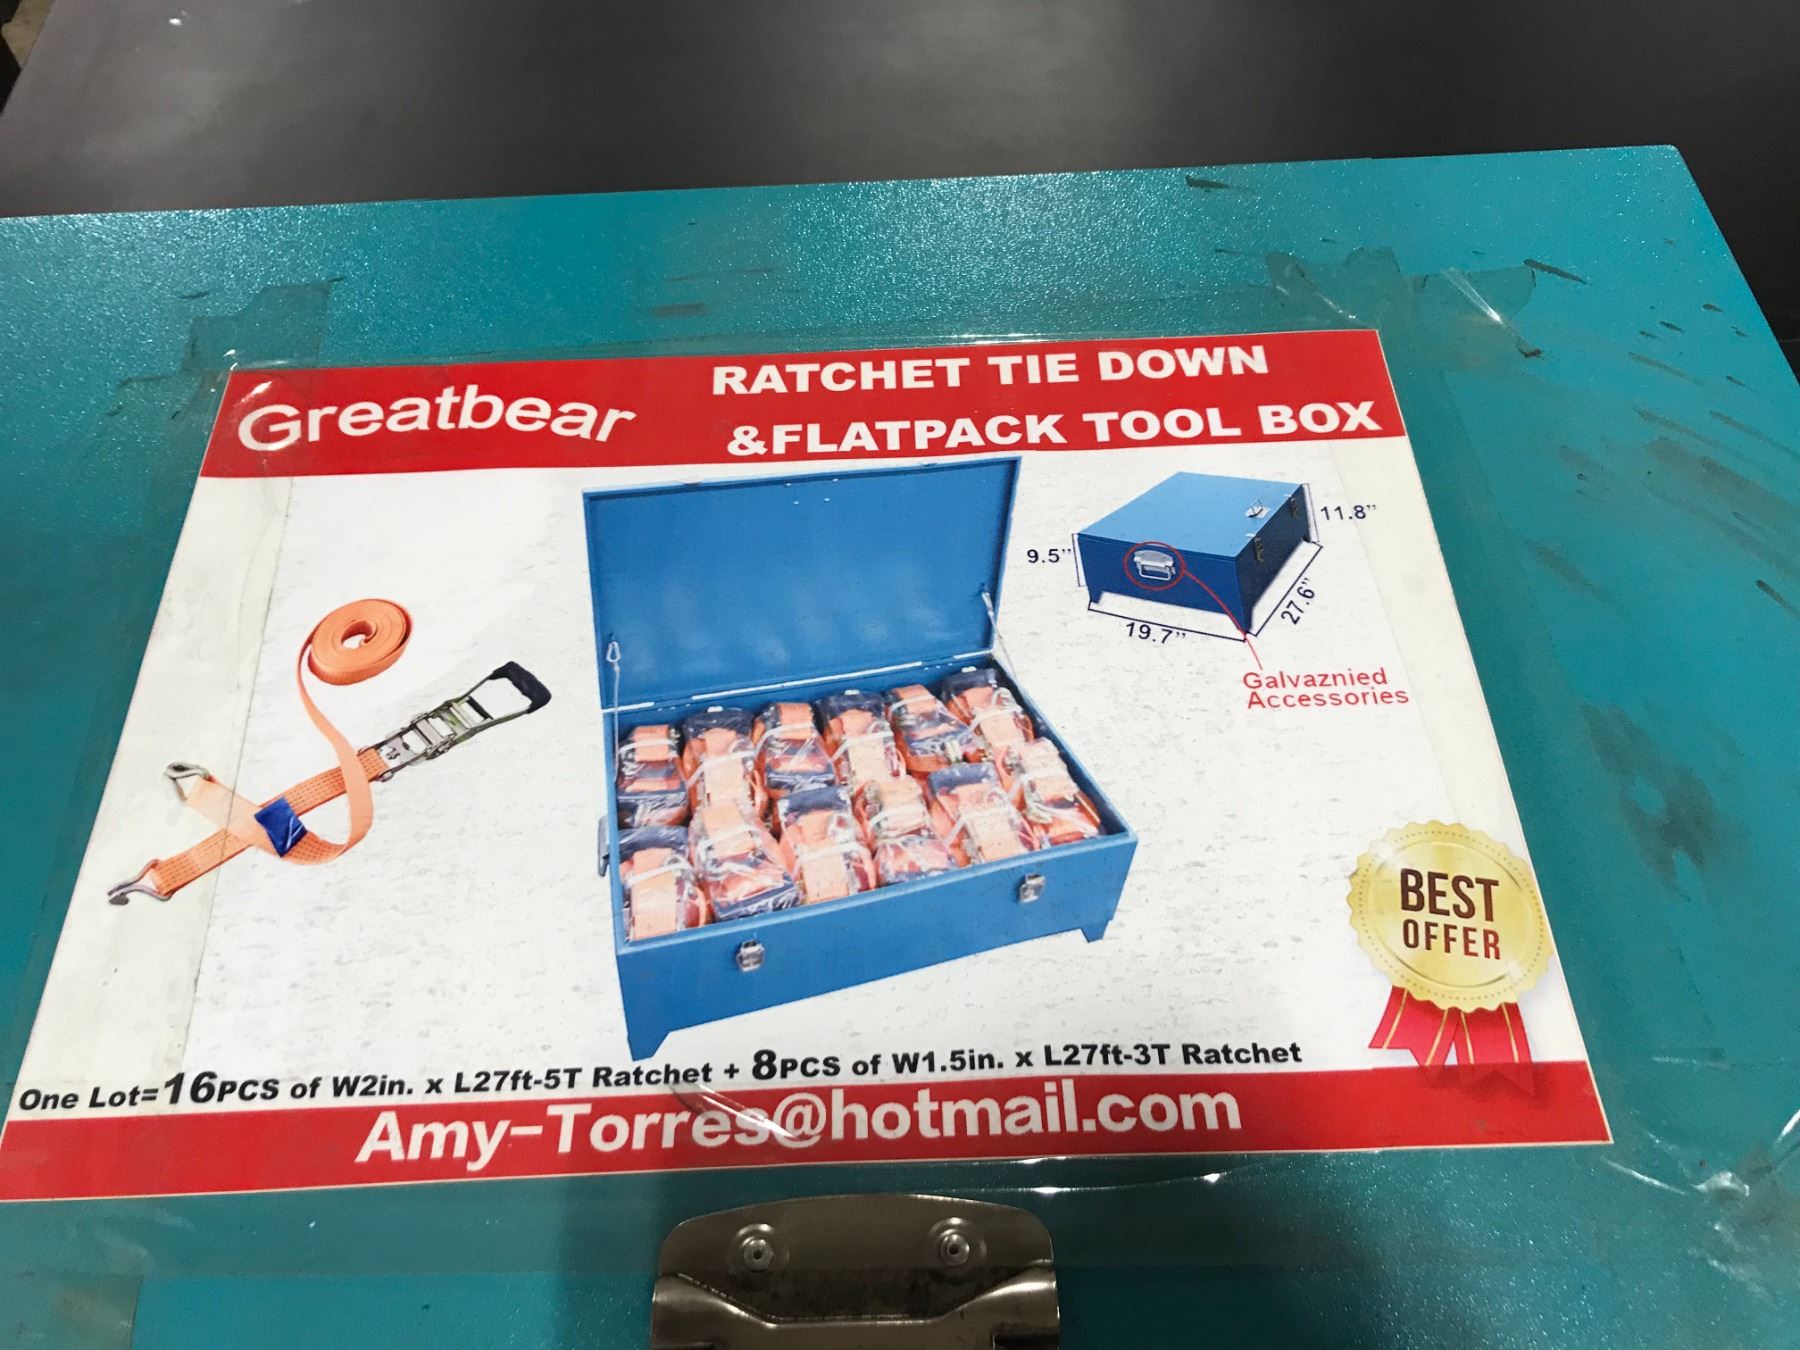 Greatbear
RATCHET TIE DOWN
&FLATPACK TOOL BOX
11.8"
9.5"
27.6"
19.7"
Galvaznied
Accessories
BEST
OFFER
One Lot=16PCS of W2in. x L27ft-5T Ratchet + 8PCS of W1.5in. x L27ft-3T Ratchet
Amy-Torres@hotmail.com